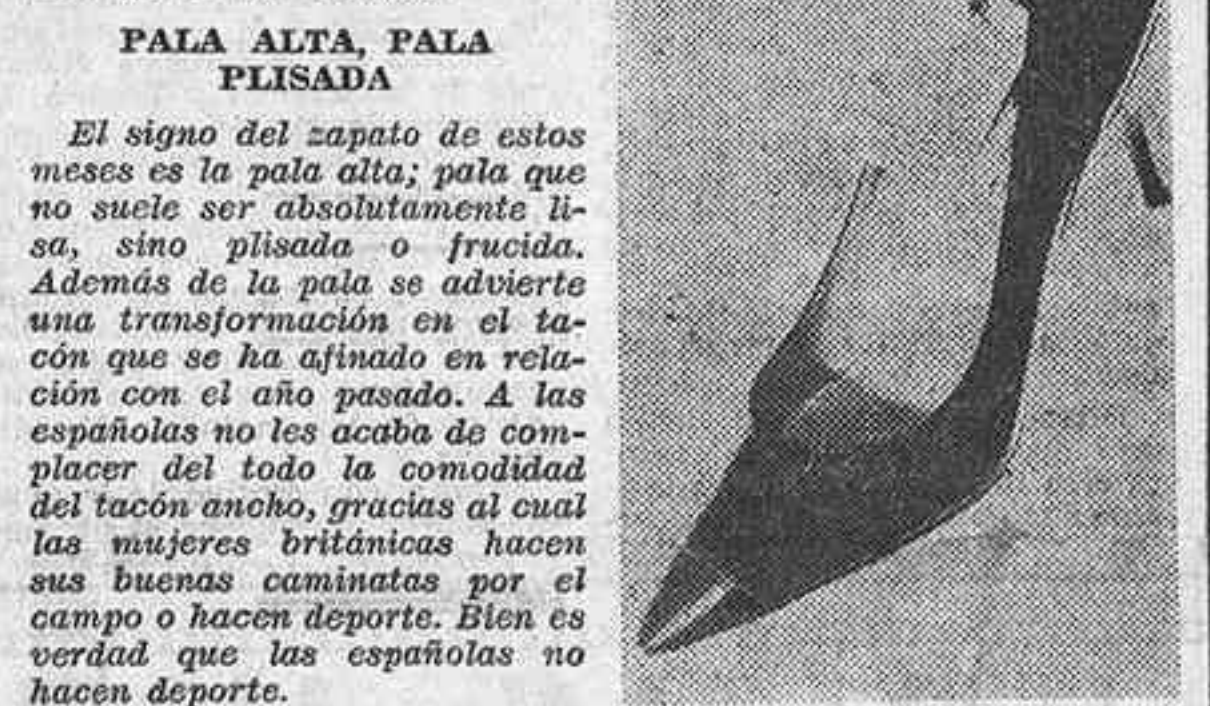 PALA ALTA, PALA
PLISADA
El signo del zapato de estos
meses es la pala alta; pala que
no suele ser absolutamente li-
sa, sino plisada o frucida.
Además de la pala se advierte
una transformación en el ta-
cón que se ha afinado en rela-
ción con el año pasado. A las
españolas no les acaba de com-
placer del todo la comodidad
del tacón ancho, gracias al cual
las mujeres británicas hacen
sus buenas caminatas por el
campo o hacen deporte. Bien es
verdad que las españolas no
hacen deporte.